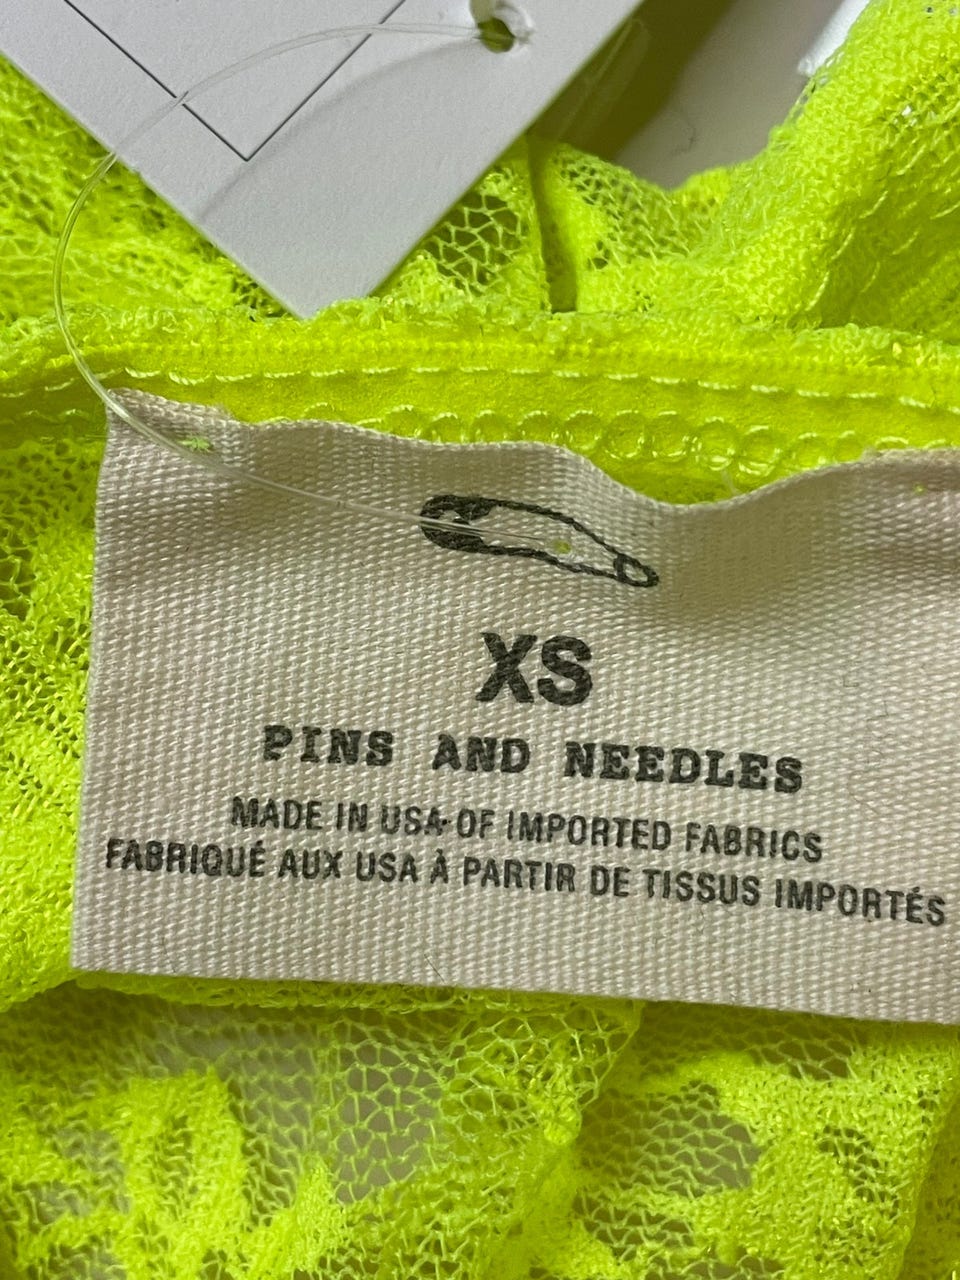 XS
PINS AND NEEDLES
MADE IN USA OF IMPORTED FABRICS
FABRIQUÉ AUX USA À PARTIR DE TISSUS IMPORTÉS